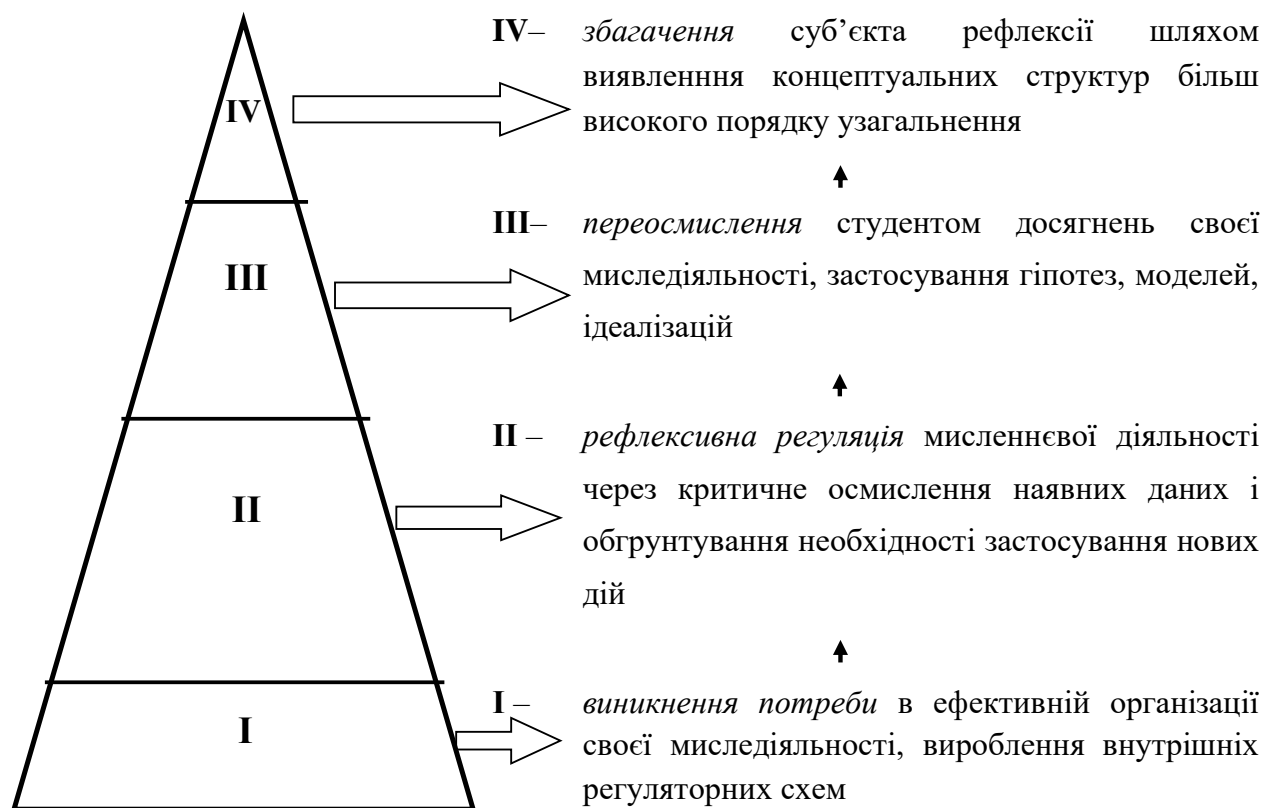 IV– збагачення суб’єкта рефлексії шляхом
виявленння концептуальних структур більш
високого порядку узагальнення
IV
III– переосмислення студентом досягнень своєї
миследіяльності, застосування гіпотез, моделей,
ідеалізацій
III
II – рефлексивна регуляція мисленнєвої діяльності
через критичне осмислення наявних даних і
обгрунтування необхідності застосування нових
дій
II
I – виникнення потреби в ефективній організації
своєї миследіяльності, вироблення внутрішніх
регуляторних схем
I